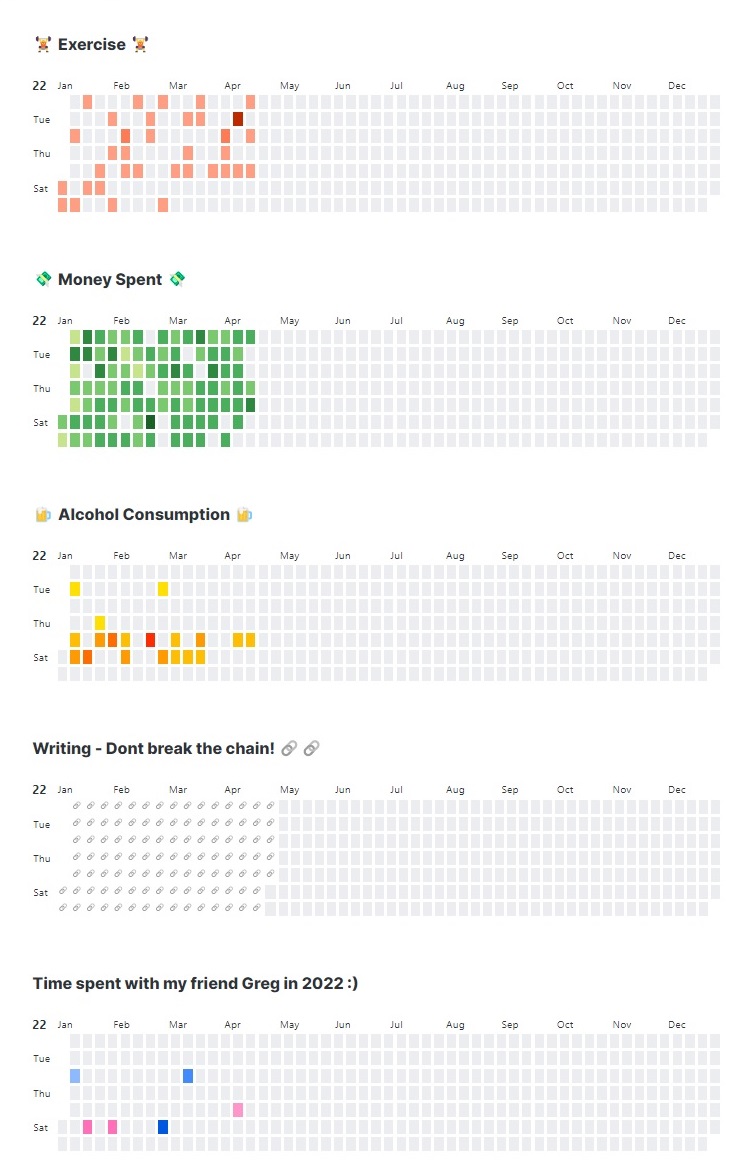 🏋️ Exercise 🏋️
22 Jan Feb Mar Apr May Jun Jul Aug Sep Oct Nov Dec
Tue
Thu
Sat
💸 Money Spent 💸
22 Jan Feb Mar Apr May Jun Jul Aug Sep Oct Nov Dec
Tue
Thu
Sat
🍺 Alcohol Consumption 🍺
22 Jan Feb Mar Apr May Jun Jul Aug Sep Oct Nov Dec
Tue
Thu
Sat
Writing - Dont break the chain! 🔗 🔗
22 Jan Feb Mar Apr May Jun Jul Aug Sep Oct Nov Dec
Tue
Thu
Sat
Time spent with my friend Greg in 2022 :)
22 Jan Feb Mar Apr May Jun Jul Aug Sep Oct Nov Dec
Tue
Thu
Sat